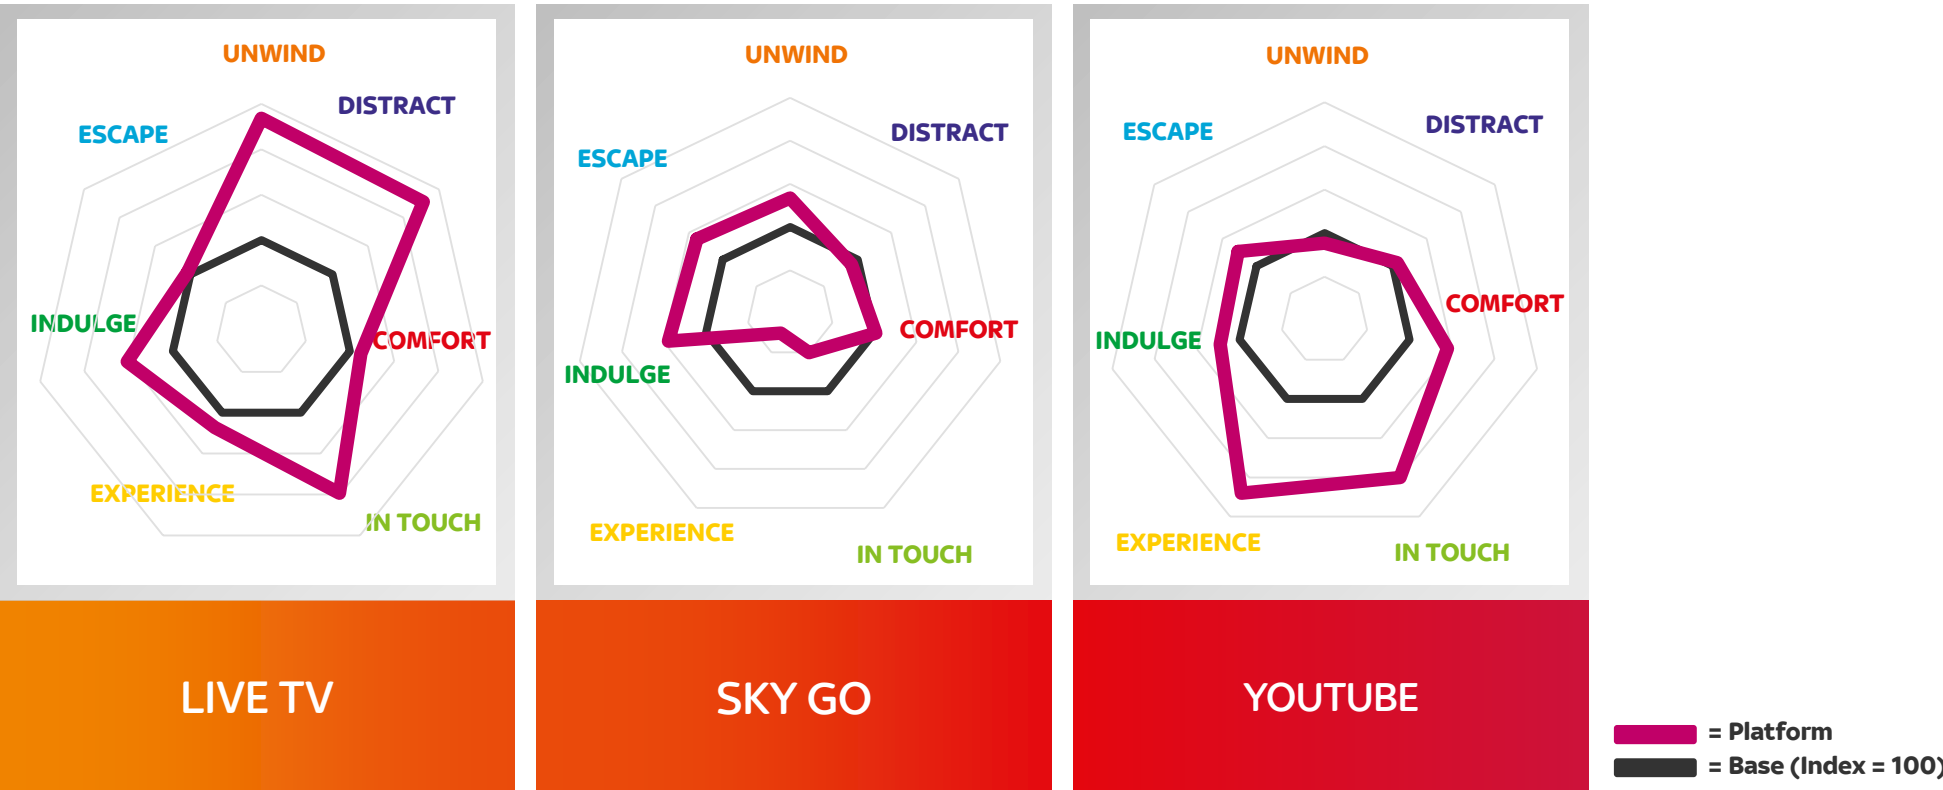 UNWIND
DISTRACT
ESCAPE
INDULGE
COMFORT
EXPERIENCE
IN TOUCH
LIVE TV
UNWIND
DISTRACT
ESCAPE
COMFORT
INDULGE
EXPERIENCE
IN TOUCH
SKY GO
UNWIND
DISTRACT
ESCAPE
COMFORT
INDULGE
EXPERIENCE
IN TOUCH
YOUTUBE
= Platform
= Base (Index = 100)